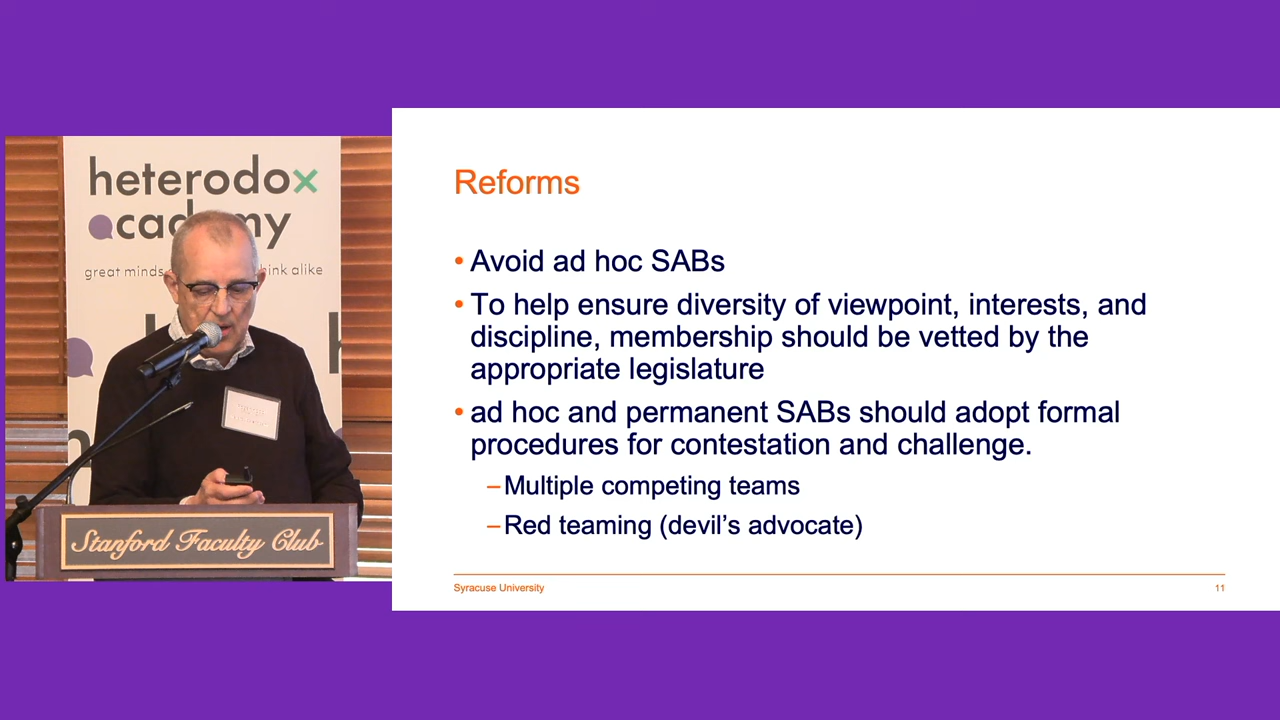 heterodox
academy
great minds think alike
Stanford Faculty Club
Reforms
• Avoid ad hoc SABs
• To help ensure diversity of viewpoint, interests, and
discipline, membership should be vetted by the
appropriate legislature
• ad hoc and permanent SABs should adopt formal
procedures for contestation and challenge.
– Multiple competing teams
– Red teaming (devil’s advocate)
Syracuse University
11